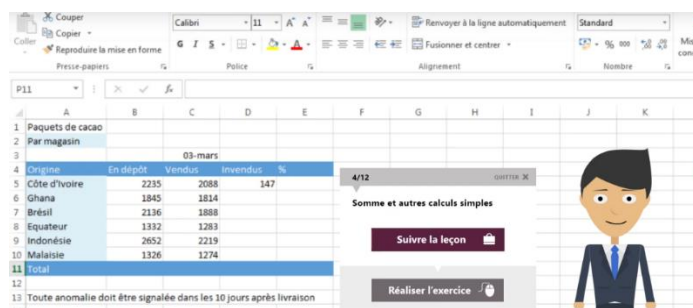 Couper
Calibri 11 A A Renvoyer à la ligne automatiquement Standard
Coller Copier
Reproduire la mise en forme G I S A Fusionner et centrer % 000 Mis
con
Presse-papiers Police Alignement Nombre
P11 fx
A B C D E F G H I J K
1 Paquets de cacao
2 Par magasin
3 03-mars
4 Origine En dépôt Vendus Invendus %
5 Côte d'Ivoire 2235 2088 147
6 Ghana 1845 1814
7 Brésil 2136 1888
8 Equateur 1332 1283
9 Indonésie 2652 2219
10 Malaisie 1326 1274
11 Total
12
13 Toute anomalie doit être signalée dans les 10 jours après livraison
4/12 QUITTER X
Somme et autres calculs simples
Suivre la leçon
Réaliser l'exercice